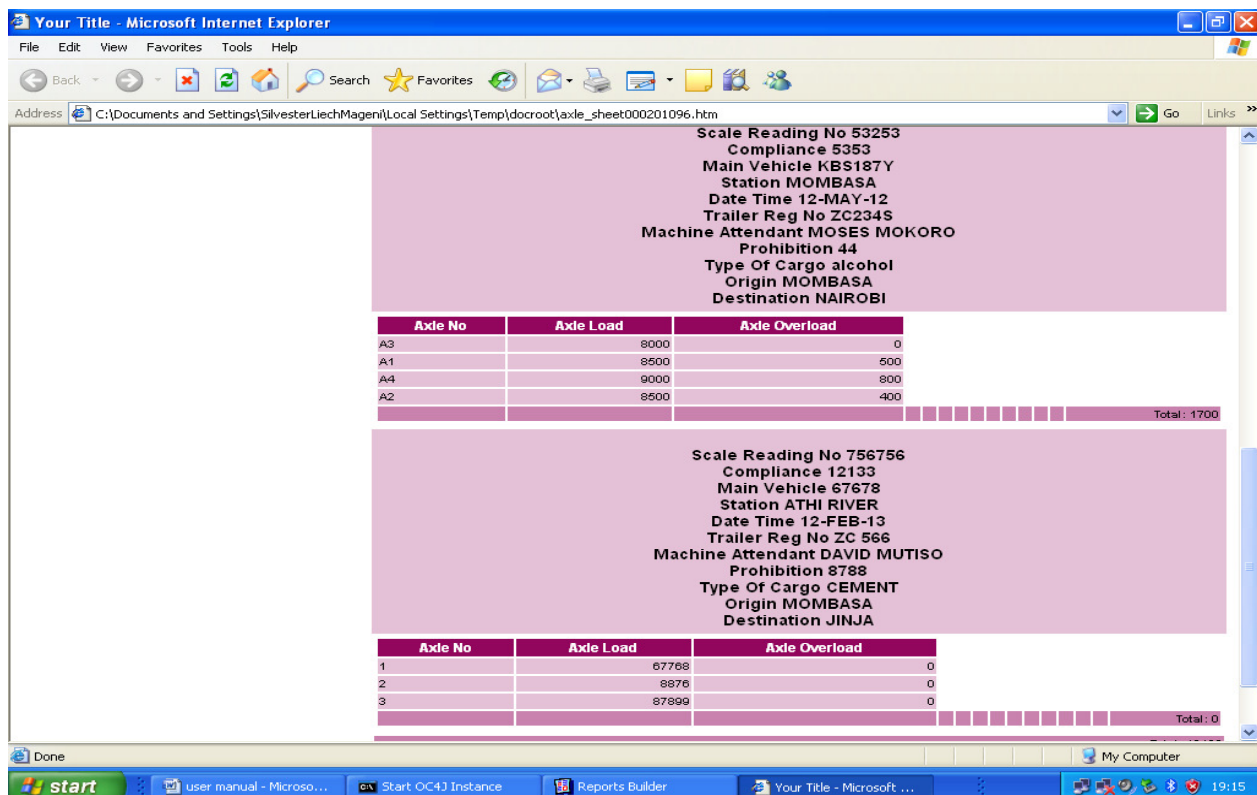 Your Title - Microsoft Internet Explorer
File Edit View Favorites Tools Help
Back Search Favorites
Address C:\Documents and Settings\SilvesterLiechMageni\Local Settings\Temp\docroot\axle_sheet000201096.htm Go Links »
Scale Reading No 53253
Compliance 5353
Main Vehicle KBS187Y
Station MOMBASA
Date Time 12-MAY-12
Trailer Reg No ZC234S
Machine Attendant MOSES MOKORO
Prohibition 44
Type Of Cargo alcohol
Origin MOMBASA
Destination NAIROBI
Axle No Axle Load Axle Overload
A3 8000 0
A1 8500 500
A4 9000 800
A2 8500 400
Total: 1700
Scale Reading No 756756
Compliance 12133
Main Vehicle 67678
Station ATHI RIVER
Date Time 12-FEB-13
Trailer Reg No ZC 566
Machine Attendant DAVID MUTISO
Prohibition 8788
Type Of Cargo CEMENT
Origin MOMBASA
Destination JINJA
Axle No Axle Load Axle Overload
1 67768 0
2 8876 0
3 87899 0
Total: 0
Done My Computer
start user manual - Microso... Start OC4J Instance Reports Builder Your Title - Microsoft ... 19:15